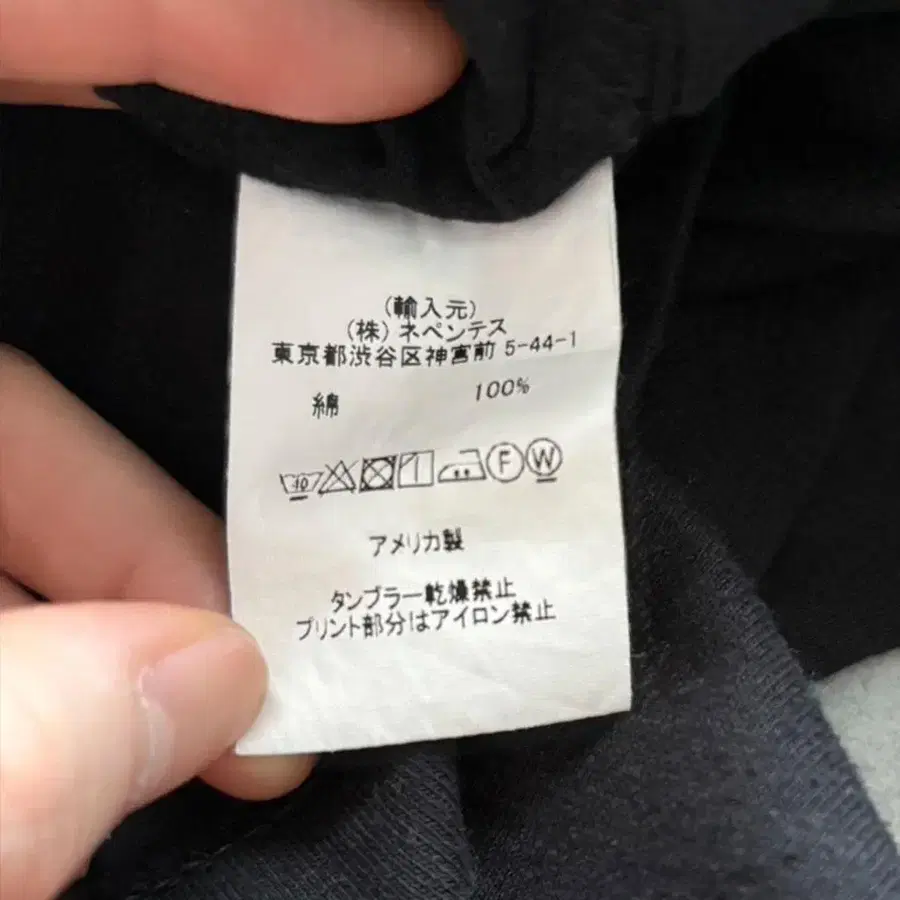 (輸入元)
(株) ネペンテス
東京都渋谷区神宮前 5-44-1
綿 100%
40 F W
アメリカ製
タンブラー乾燥禁止
プリント部分はアイロン禁止